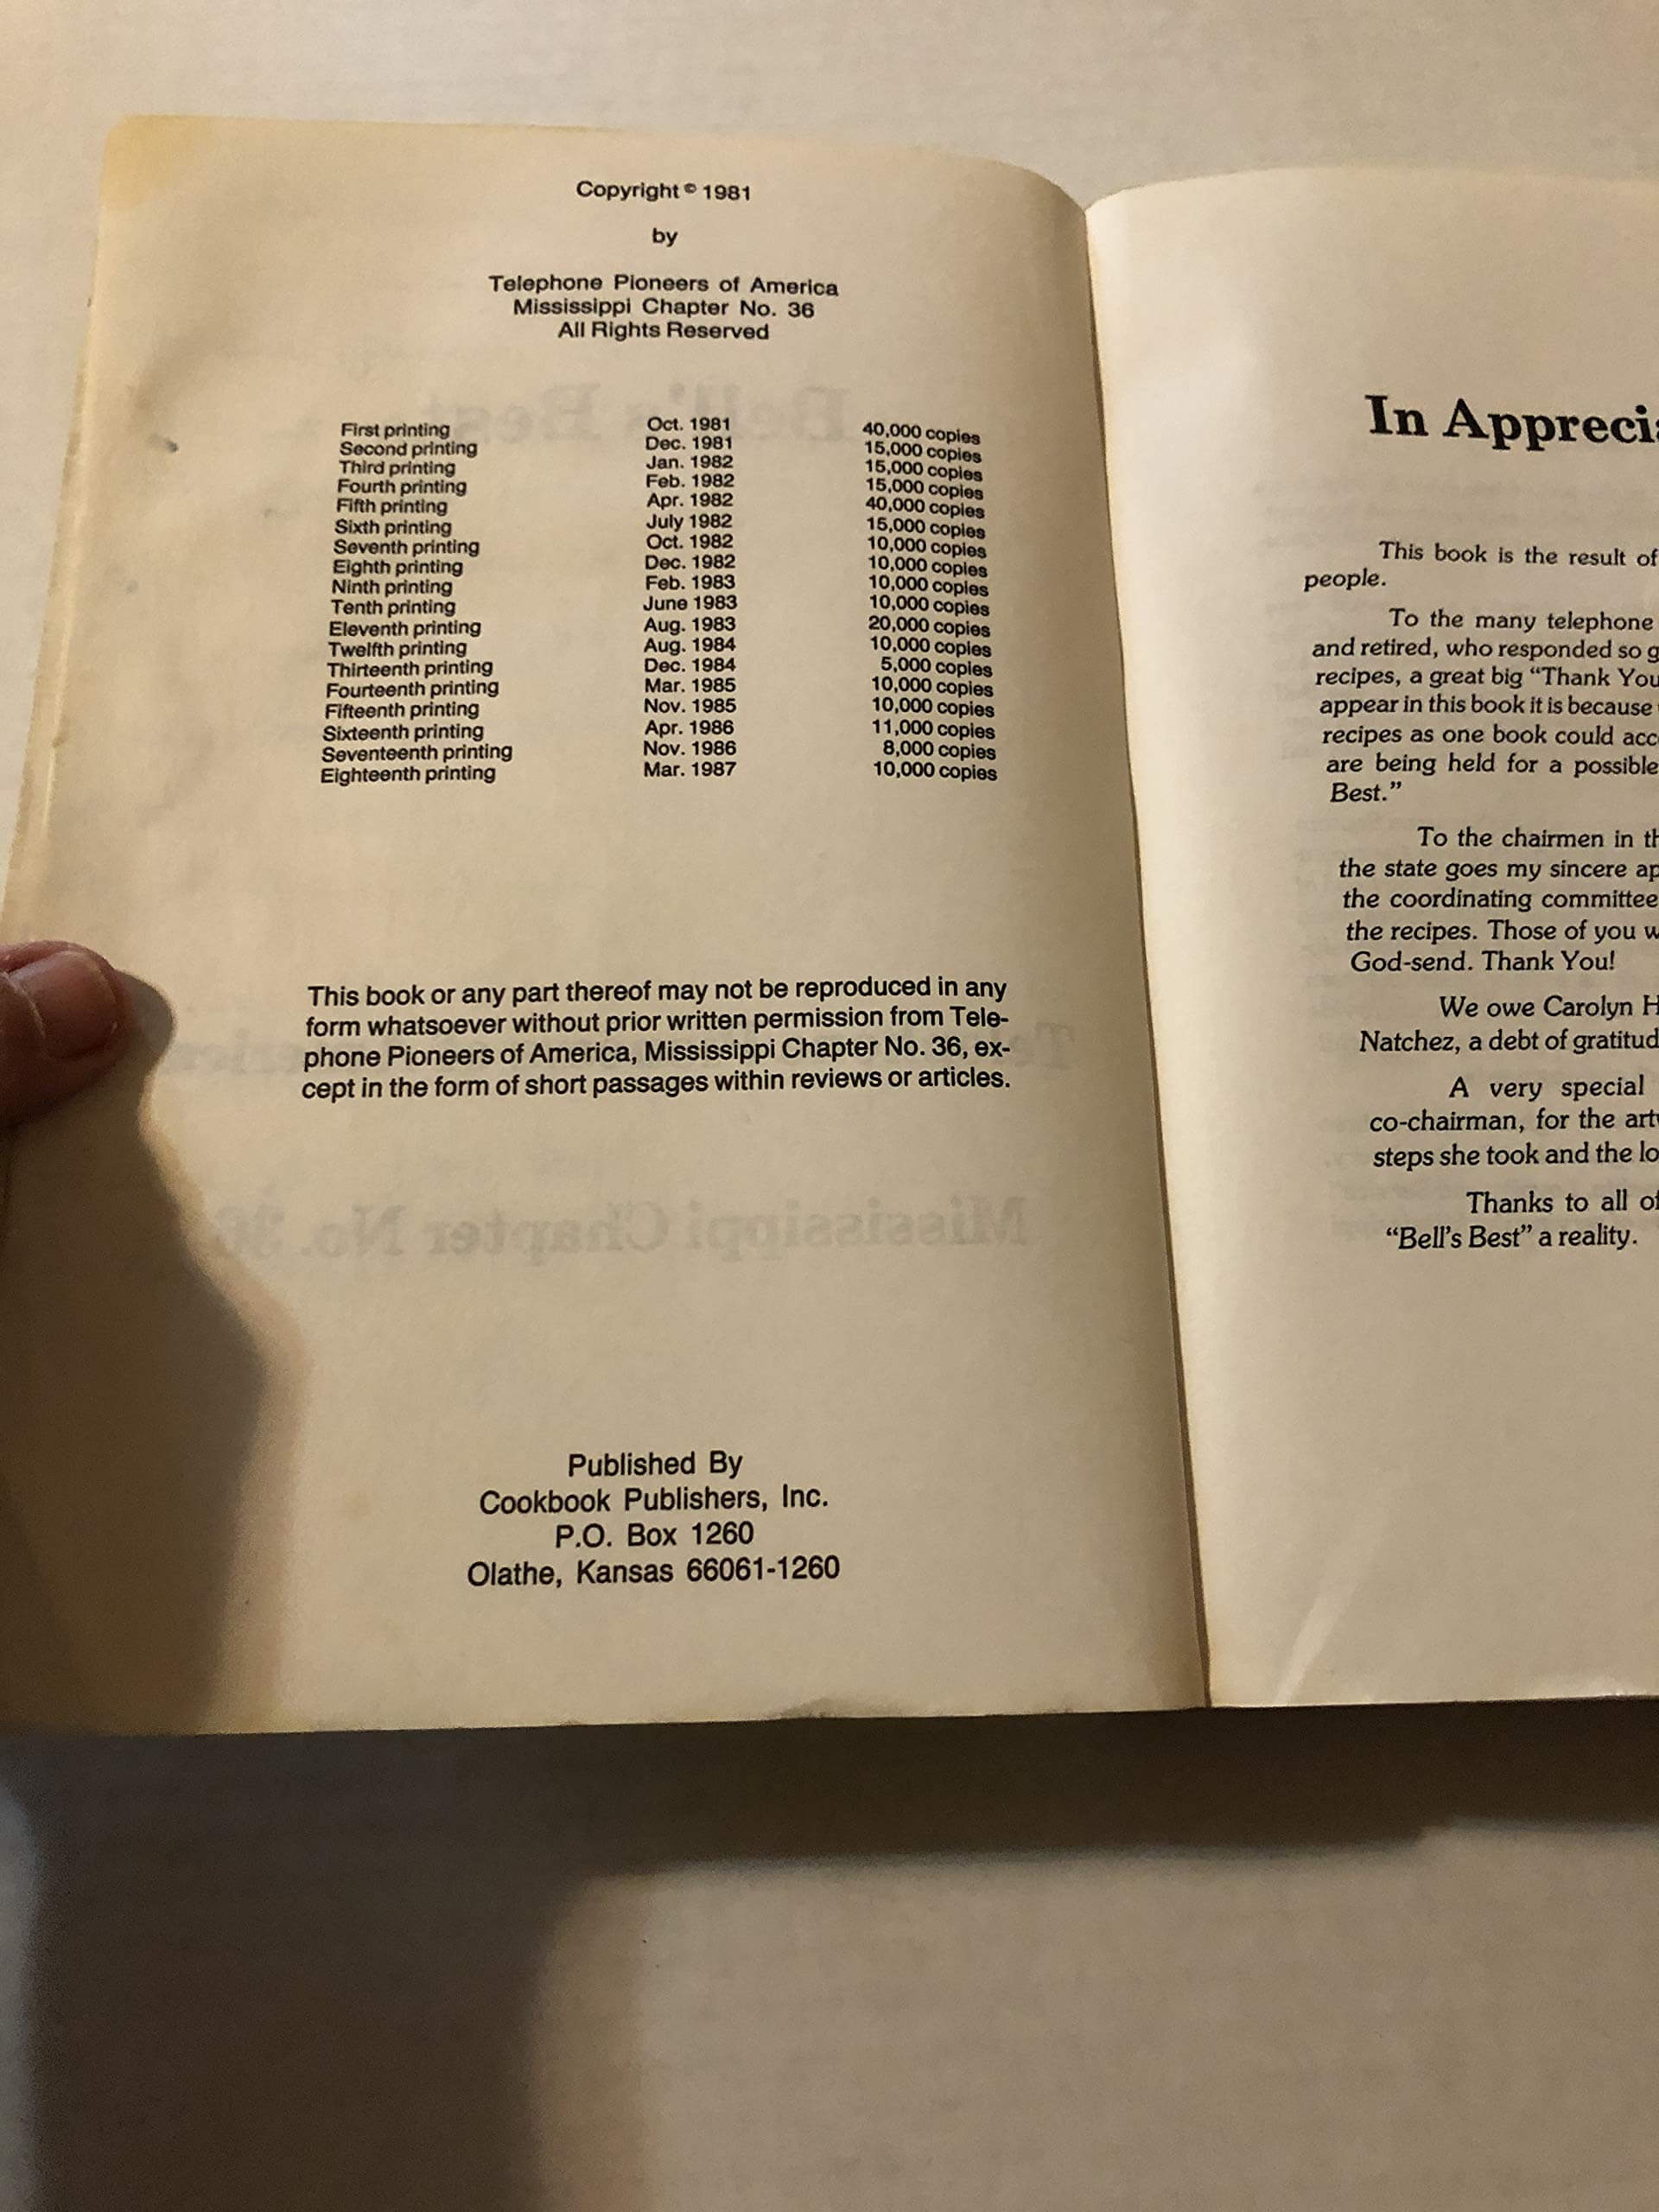 Copyright © 1981
by
Telephone Pioneers of America
Mississippi Chapter No. 36
All Rights Reserved
First printing Oct. 1981 40,000 copies
Second printing Dec. 1981 15,000 copies
Third printing Jan. 1982 15,000 copies
Fourth printing Feb. 1982 15,000 copies
Fifth printing Apr. 1982 40,000 copies
Sixth printing July 1982 15,000 copies
Seventh printing Oct. 1982 10,000 copies
Eighth printing Dec. 1982 10,000 copies
Ninth printing Feb. 1983 10,000 copies
Tenth printing June 1983 10,000 copies
Eleventh printing Aug. 1983 20,000 copies
Twelfth printing Aug. 1984 10,000 copies
Thirteenth printing Dec. 1984 5,000 copies
Fourteenth printing Mar. 1985 10,000 copies
Fifteenth printing Nov. 1985 10,000 copies
Sixteenth printing Apr. 1986 11,000 copies
Seventeenth printing Nov. 1986 8,000 copies
Eighteenth printing Mar. 1987 10,000 copies
This book or any part thereof may not be reproduced in any
form whatsoever without prior written permission from Tele-
phone Pioneers of America, Mississippi Chapter No. 36, ex-
cept in the form of short passages within reviews or articles.
Published By
Cookbook Publishers, Inc.
P.O. Box 1260
Olathe, Kansas 66061-1260
In
This book is the result of
people.
To the many telephone
and retired, who responded so
recipes, a great big “Thank
appear in this book it is because
recipes as one book could
are being held for a possible
Best.”
To the chairmen in
the state goes my sincere
the coordinating committee
the recipes. Those of you
God-send. Thank You!
We owe Carolyn
Natchez, a debt of
A very special
co-chairman, for the
steps she took and the
Thanks to all
“Bell's Best” a reality.